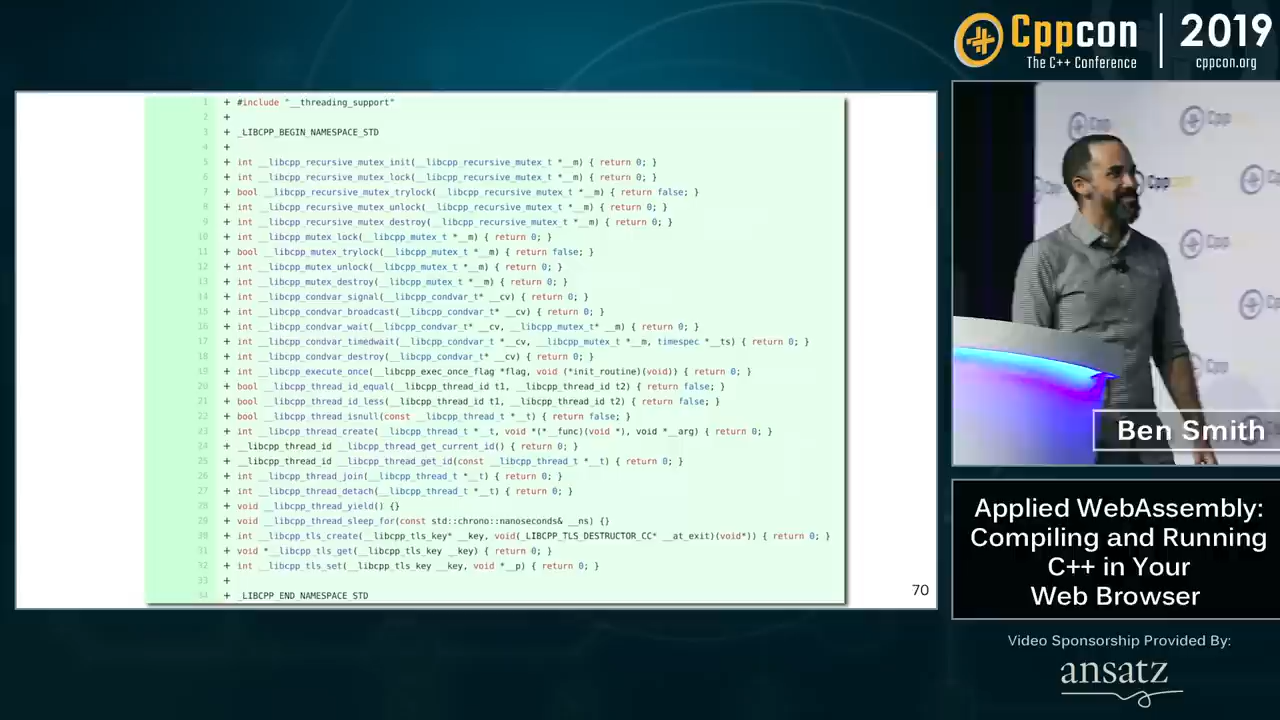 1 + #include "__threading_support"
2 +
3 + _LIBCPP_BEGIN_NAMESPACE_STD
4 +
5 + int __libcpp_recursive_mutex_init(__libcpp_recursive_mutex_t *__m) { return 0; }
6 + int __libcpp_recursive_mutex_lock(__libcpp_recursive_mutex_t *__m) { return 0; }
7 + bool __libcpp_recursive_mutex_trylock(__libcpp_recursive_mutex_t *__m) { return false; }
8 + int __libcpp_recursive_mutex_unlock(__libcpp_recursive_mutex_t *__m) { return 0; }
9 + int __libcpp_recursive_mutex_destroy(__libcpp_recursive_mutex_t *__m) { return 0; }
10 + int __libcpp_mutex_lock(__libcpp_mutex_t *__m) { return 0; }
11 + bool __libcpp_mutex_trylock(__libcpp_mutex_t *__m) { return false; }
12 + int __libcpp_mutex_unlock(__libcpp_mutex_t *__m) { return 0; }
13 + int __libcpp_mutex_destroy(__libcpp_mutex_t *__m) { return 0; }
14 + int __libcpp_condvar_signal(__libcpp_condvar_t* __cv) { return 0; }
15 + int __libcpp_condvar_broadcast(__libcpp_condvar_t* __cv) { return 0; }
16 + int __libcpp_condvar_wait(__libcpp_condvar_t* __cv, __libcpp_mutex_t* __m) { return 0; }
17 + int __libcpp_condvar_timedwait(__libcpp_condvar_t *__cv, __libcpp_mutex_t *__m, timespec *__ts) { return 0; }
18 + int __libcpp_condvar_destroy(__libcpp_condvar_t* __cv) { return 0; }
19 + int __libcpp_execute_once(__libcpp_exec_once_flag *flag, void (*init_routine)(void)) { return 0; }
20 + bool __libcpp_thread_id_equal(__libcpp_thread_id t1, __libcpp_thread_id t2) { return false; }
21 + bool __libcpp_thread_id_less(__libcpp_thread_id t1, __libcpp_thread_id t2) { return false; }
22 + bool __libcpp_thread_isnull(const __libcpp_thread_t *__t) { return false; }
23 + int __libcpp_thread_create(__libcpp_thread_t *__t, void *(*__func)(void *), void *__arg) { return 0; }
24 + __libcpp_thread_id __libcpp_thread_get_current_id() { return 0; }
25 + __libcpp_thread_id __libcpp_thread_get_id(const __libcpp_thread_t *__t) { return 0; }
26 + int __libcpp_thread_join(__libcpp_thread_t *__t) { return 0; }
27 + int __libcpp_thread_detach(__libcpp_thread_t *__t) { return 0; }
28 + void __libcpp_thread_yield() {}
29 + void __libcpp_thread_sleep_for(const std::chrono::nanoseconds& __ns) {}
30 + int __libcpp_tls_create(__libcpp_tls_key* __key, void(_LIBCPP_TLS_DESTRUCTOR_CC* __at_exit)(void*)) { return 0; }
31 + void *__libcpp_tls_get(__libcpp_tls_key __key) { return 0; }
32 + int __libcpp_tls_set(__libcpp_tls_key __key, void *__p) { return 0; }
33 +
34 + _LIBCPP_END_NAMESPACE_STD
70
Cppcon 2019
The C++ Conference cppcon.org
Cpp
Cpp
Cppcon
Cpp
Cpp
Ben Smith
Applied WebAssembly:
Compiling and Running
C++ in Your
Web Browser
Video Sponsorship Provided By:
ansatz